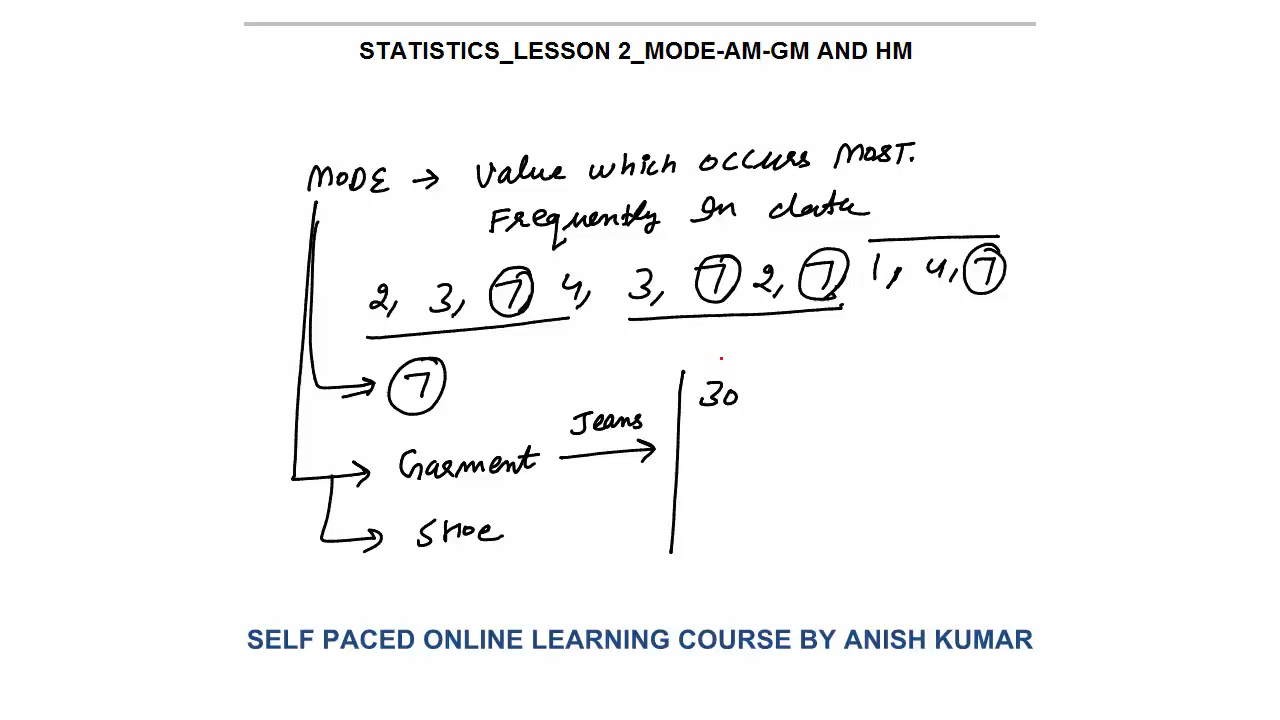 STATISTICS_LESSON 2_MODE-AM-GM AND HM
MODE → Value which occurs MOST.
Frequently In data
2, 3, 7 4, 3, 7 2, 7, 1, 4, 7
7
30
Jeans
Garment
Shoe
SELF PACED ONLINE LEARNING COURSE BY ANISH KUMAR